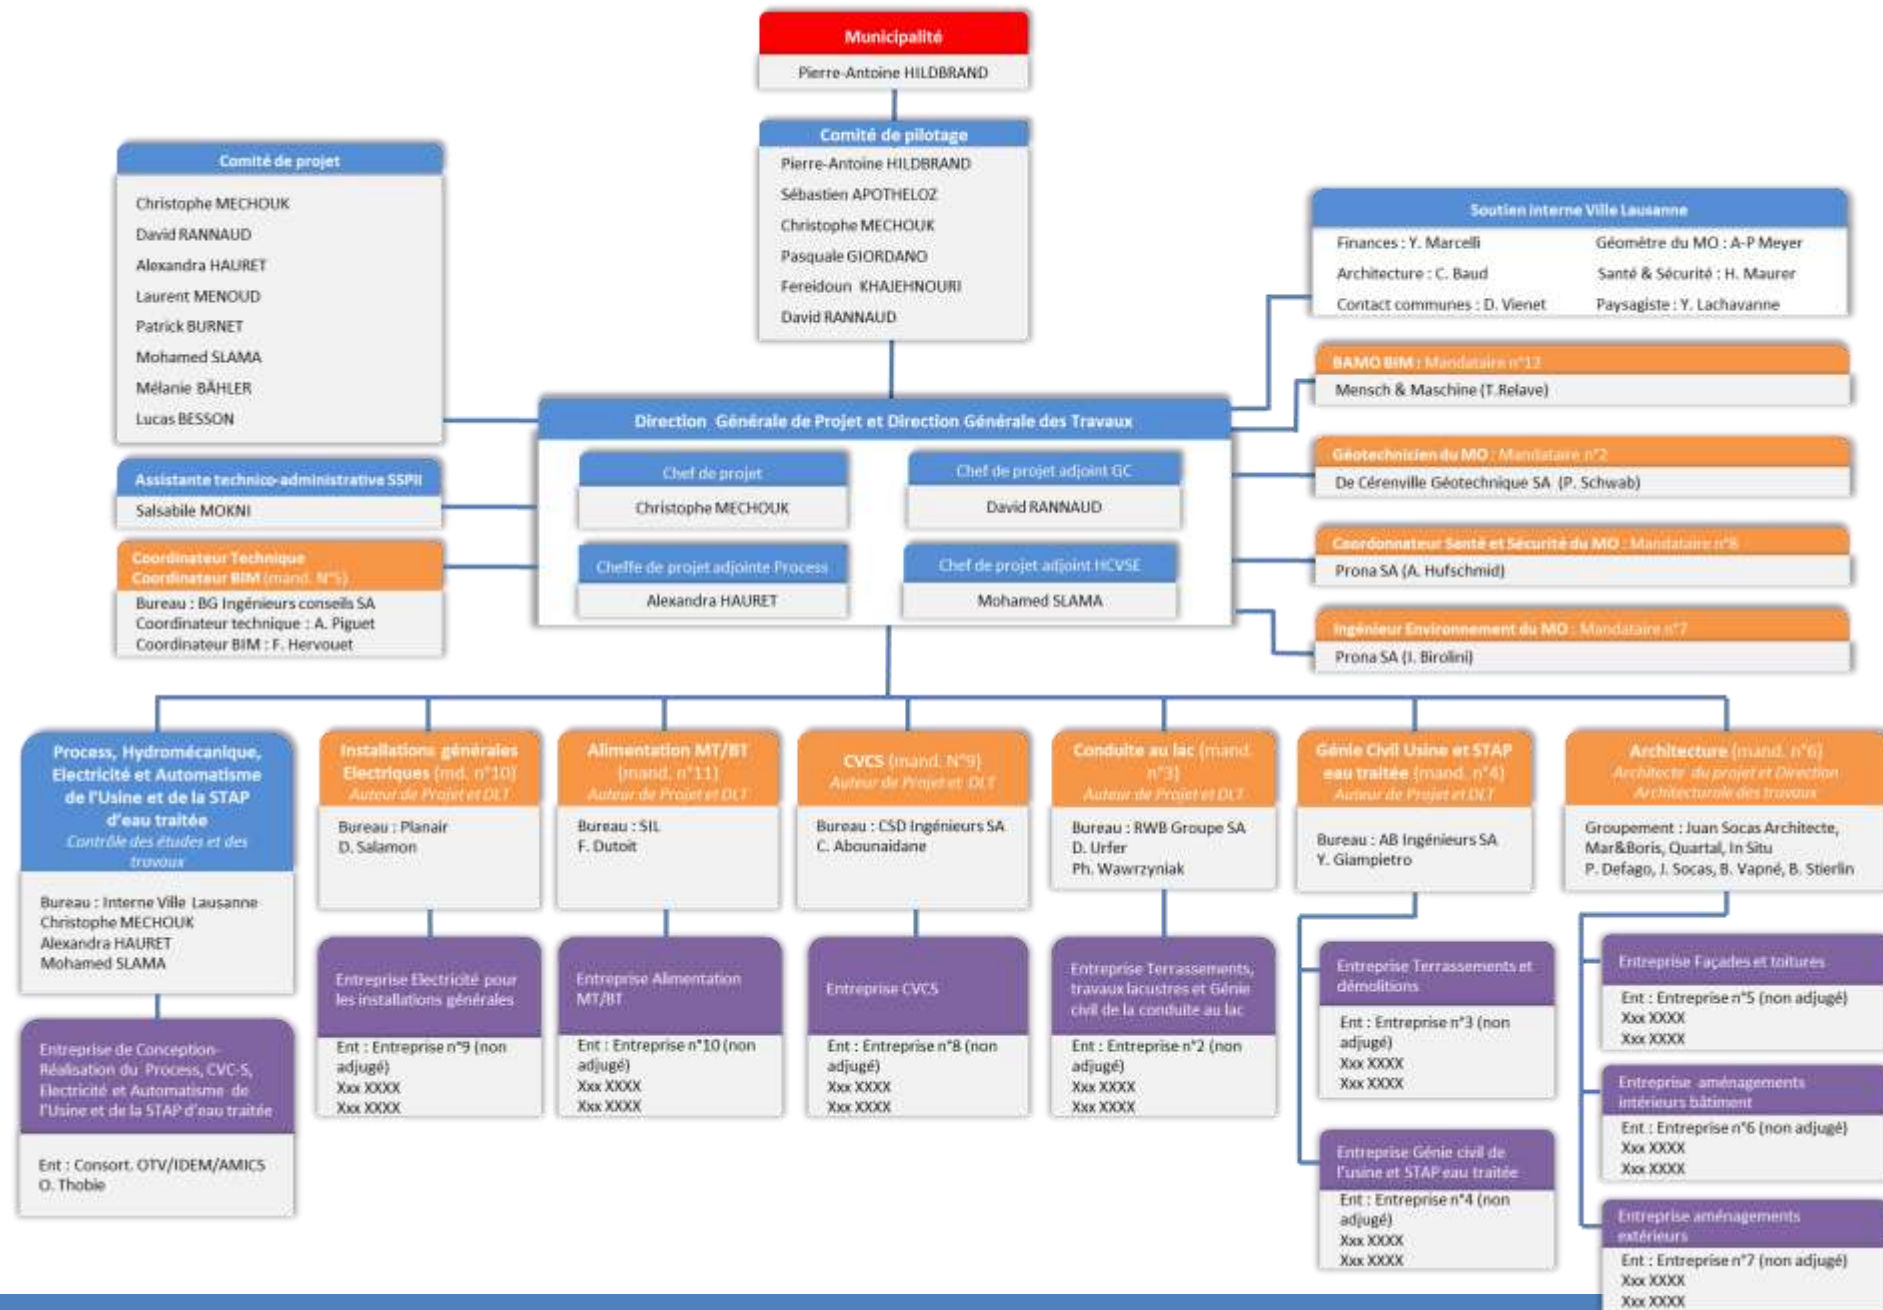 Municipalité
Pierre-Antoine HILDBRAND
Comité de pilotage
Pierre-Antoine HILDBRAND
Sébastien APOTHELOZ
Christophe MECHOUK
Pasquale GIORDANO
Fereidoun KHAJEHNOURI
David RANNAUD
Comité de projet
Christophe MECHOUK
David RANNAUD
Alexandra HAURET
Laurent MENOUD
Patrick BURNET
Mohamed SLAMA
Mélanie BÄHLER
Lucas BESSON
Assistante technico-administrative SSPII
Salsabile MOKNI
Coordinateur Technique
Coordinateur BIM (mand. N°5)
Bureau : BG Ingénieurs conseils SA
Coordinateur technique : A. Piguet
Coordinateur BIM : F. Hervouet
Direction Générale de Projet et Direction Générale des Travaux
Chef de projet
Christophe MECHOUK
Chef de projet adjoint GC
David RANNAUD
Cheffe de projet adjointe Process
Alexandra HAURET
Chef de projet adjoint HCVSE
Mohamed SLAMA
Soutien interne Ville Lausanne
Finances : Y. Marcelli
Géomètre du MO : A-P Meyer
Architecture : C. Baud
Santé & Sécurité : H. Maurer
Contact communes : D. Vienet
Paysagiste : Y. Lachavanne
BAMO BIM : Mandataire n°12
Mensch & Maschine (T.Relave)
Géotechnicien du MO : Mandataire n°2
De Cérenville Géotechnique SA (P. Schwab)
Coordonnateur Santé et Sécurité du MO : Mandataire n°8
Prona SA (A. Hufschmid)
Ingénieur Environnement du MO : Mandataire n°7
Prona SA (I. Birolini)
Process, Hydromécanique,
Electricité et Automatisme
de l'Usine et de la STAP
d'eau traitée
Contrôle des études et des
travaux
Bureau : Interne Ville Lausanne
Christophe MECHOUK
Alexandra HAURET
Mohamed SLAMA
Entreprise de Conception-
Réalisation du Process, CVC-S,
Electricité et Automatisme de
l'Usine et de la STAP d'eau traitée
Ent : Consort. OTV/IDEM/AMICS
O. Thobie
Installations générales
Electriques (md. n°10)
Auteur de Projet et DLT
Bureau : Planair
D. Salamon
Entreprise Electricité pour
les installations générales
Ent : Entreprise n°9 (non
adjugé)
Xxx XXXX
Xxx XXXX
Alimentation MT/BT
(mand. n°11)
Auteur de Projet et DLT
Bureau : SIL
F. Dutoit
Entreprise Alimentation
MT/BT
Ent : Entreprise n°10 (non
adjugé)
Xxx XXXX
Xxx XXXX
CVCS (mand. N°9)
Auteur de Projet et DLT
Bureau : CSD Ingénieurs SA
C. Abounaidane
Entreprise CVCS
Ent : Entreprise n°8 (non
adjugé)
Xxx XXXX
Xxx XXXX
Conduite au lac (mand.
n°3)
Auteur de Projet et DLT
Bureau : RWB Groupe SA
D. Urfer
Ph. Wawrzyniak
Entreprise Terrassements,
travaux lacustres et Génie
civil de la conduite au lac
Ent : Entreprise n°2 (non
adjugé)
Xxx XXXX
Xxx XXXX
Génie Civil Usine et STAP
eau traitée (mand. n°4)
Auteur de Projet et DLT
Bureau : AB Ingénieurs SA
Y. Giampietro
Entreprise Terrassements et
démolitions
Ent : Entreprise n°3 (non
adjugé)
Xxx XXXX
Xxx XXXX
Entreprise Génie civil de
l'usine et STAP eau traitée
Ent : Entreprise n°4 (non
adjugé)
Xxx XXXX
Xxx XXXX
Architecture (mand. n°6)
Architecte du projet et Direction
Architecturale des travaux
Groupement : Juan Socas Architecte,
Mar&Boris, Quartal, In Situ
P. Defago, J. Socas, B. Vapné, B. Stierlin
Entreprise Façades et toitures
Ent : Entreprise n°5 (non adjugé)
Xxx XXXX
Xxx XXXX
Entreprise aménagements
intérieurs bâtiment
Ent : Entreprise n°6 (non adjugé)
Xxx XXXX
Xxx XXXX
Entreprise aménagements
extérieurs
Ent : Entreprise n°7 (non adjugé)
Xxx XXXX
Xxx XXXX